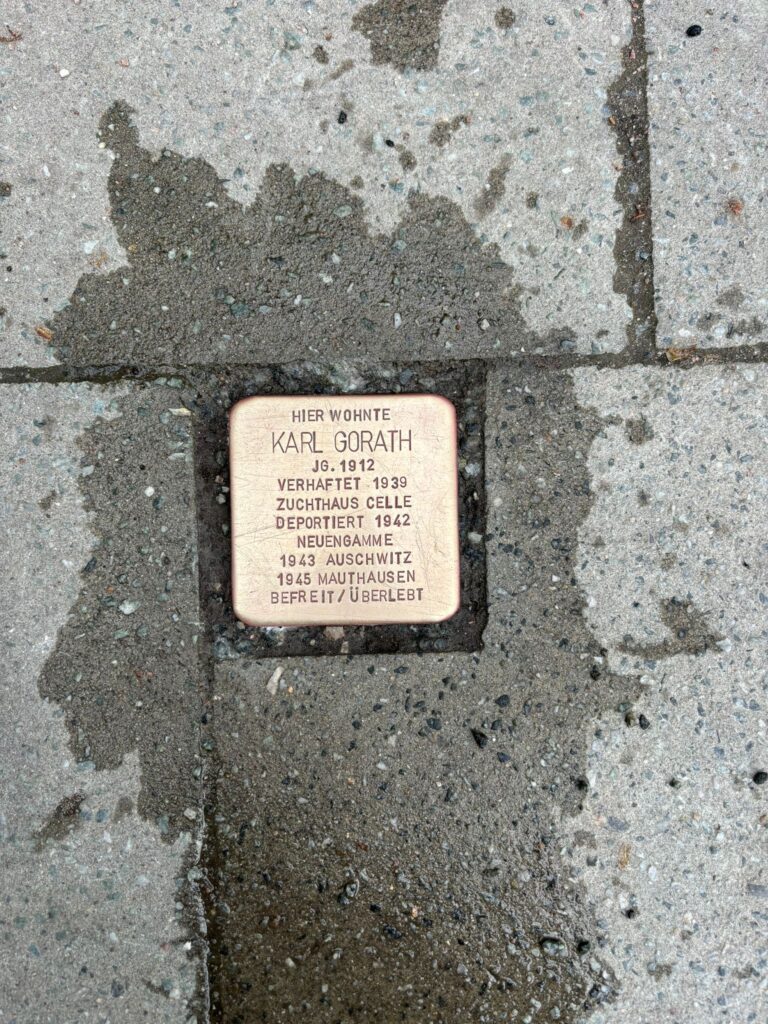 HIER WOHNTE
KARL GORATH
JG. 1912
VERHAFTET 1939
ZUCHTHAUS CELLE
DEPORTIERT 1942
NEUENGAMME
1943 AUSCHWITZ
1945 MAUTHAUSEN
BEFREIT/ÜBERLEBT